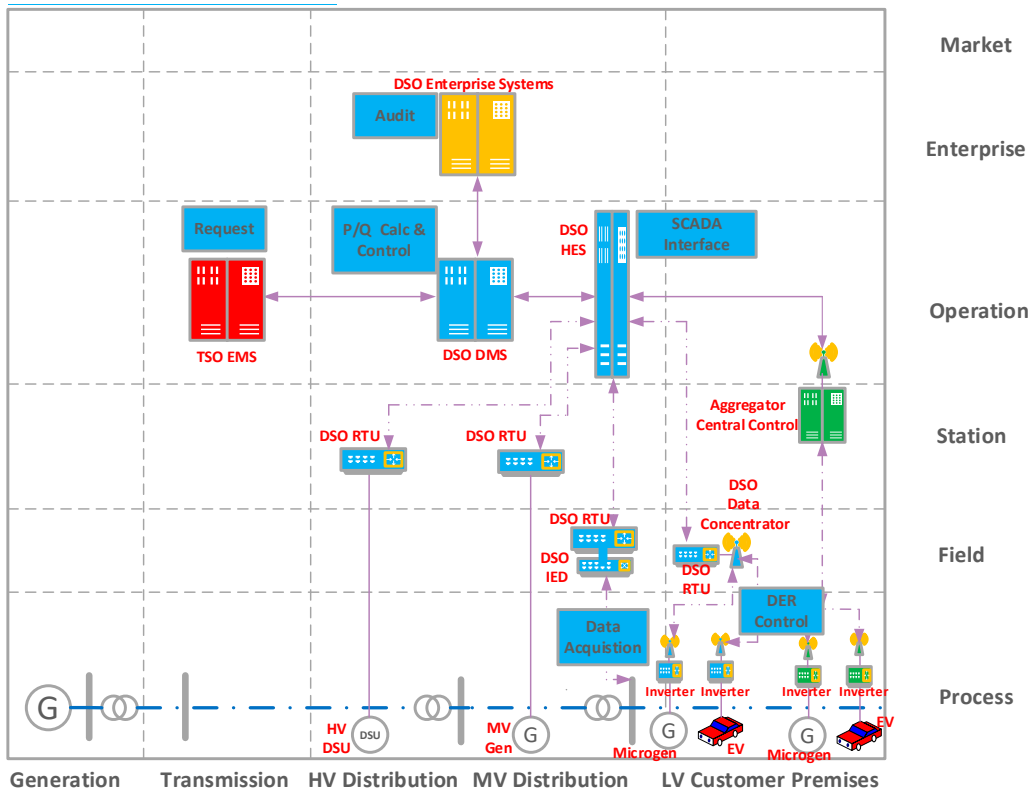 Market
DSO Enterprise Systems
Audit
Enterprise
Request
P/Q Calc &
Control
DSO
HES
SCADA
Interface
Operation
TSO EMS
DSO DMS
Aggregator
Central Control
DSO RTU
DSO RTU
Station
DSO
Data
Concentrator
DSO RTU
DSO
IED
DSO
RTU
Field
Data
Acquistion
DER
Control
Inverter
Inverter
Inverter
Inverter
Process
G
HV
DSU
DSU
MV
Gen
G
G
Microgen
EV
G
Microgen
EV
Generation
Transmission
HV Distribution
MV Distribution
LV Customer Premises